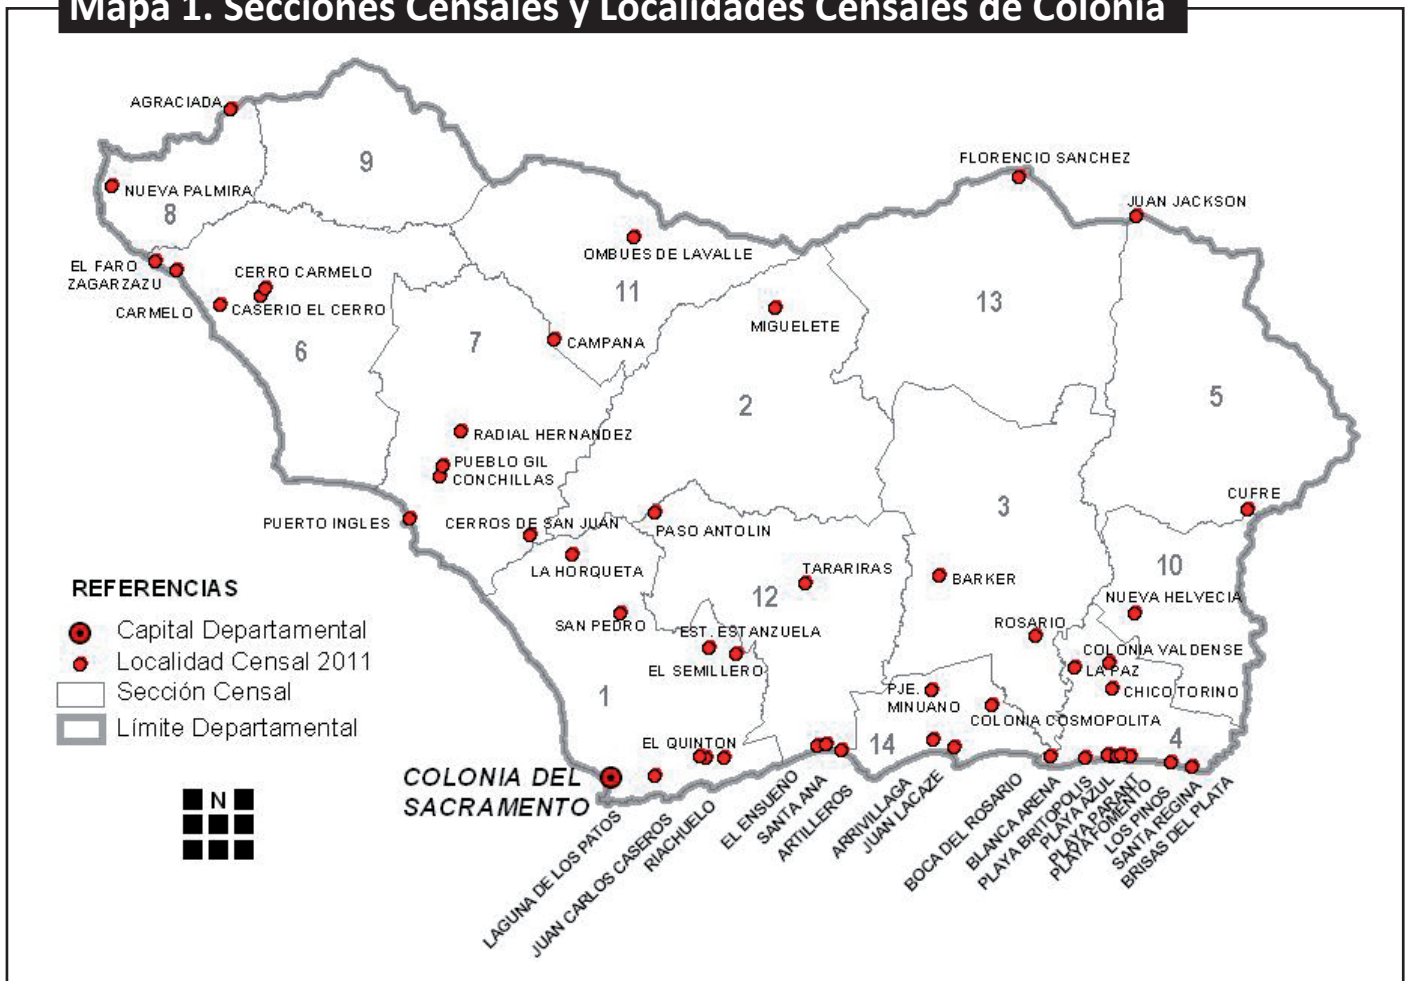 Mapa 1. Secciones Censales y Localidades Censales de Colonia
AGRACIADA
9
FLORENCIO SANCHEZ
NUEVA PALMIRA
8
JUAN JACKSON
OMBUES DE LAVALLE
EL FARO
ZAGARZAZU
CERRO CARMELO
CASERIO EL CERRO
CARMELO
11
13
MIGUELETE
6
7
CAMPANA
2
5
RADIAL HERNANDEZ
PUEBLO GIL
CONCHILLAS
CUFRE
3
PUERTO INGLES
CERROS DE SAN JUAN
PASO ANTOLIN
LA HORQUETA
TARARIRAS
BARKER
10
12
NUEVA HELVECIA
SAN PEDRO
EST. ESTANZUELA
ROSARIO
EL SEMILLERO
COLONIA VALDENSE
LA PAZ
CHICO TORINO
1
PJE.
MINUANO
COLONIA COSMOPOLITA
EL QUINTON
14
4
COLONIA DEL
SACRAMENTO
LAGUNA DE LOS PATOS
JUAN CARLOS CASEROS
RIACHUELO
EL ENSUEÑO
SANTA ANA
ARTILLEROS
ARRIVILLAGA
JUAN LACAZE
BOCA DEL ROSARIO
BLANCA ARENA
PLAYA BRITOPOLIS
PLAYA AZUL
PLAYA PARANT
PLAYA FOMENTO
LOS PINOS
SANTA REGINA
BRISAS DEL PLATA
REFERENCIAS
Capital Departamental
Localidad Censal 2011
Sección Censal
Límite Departamental
N